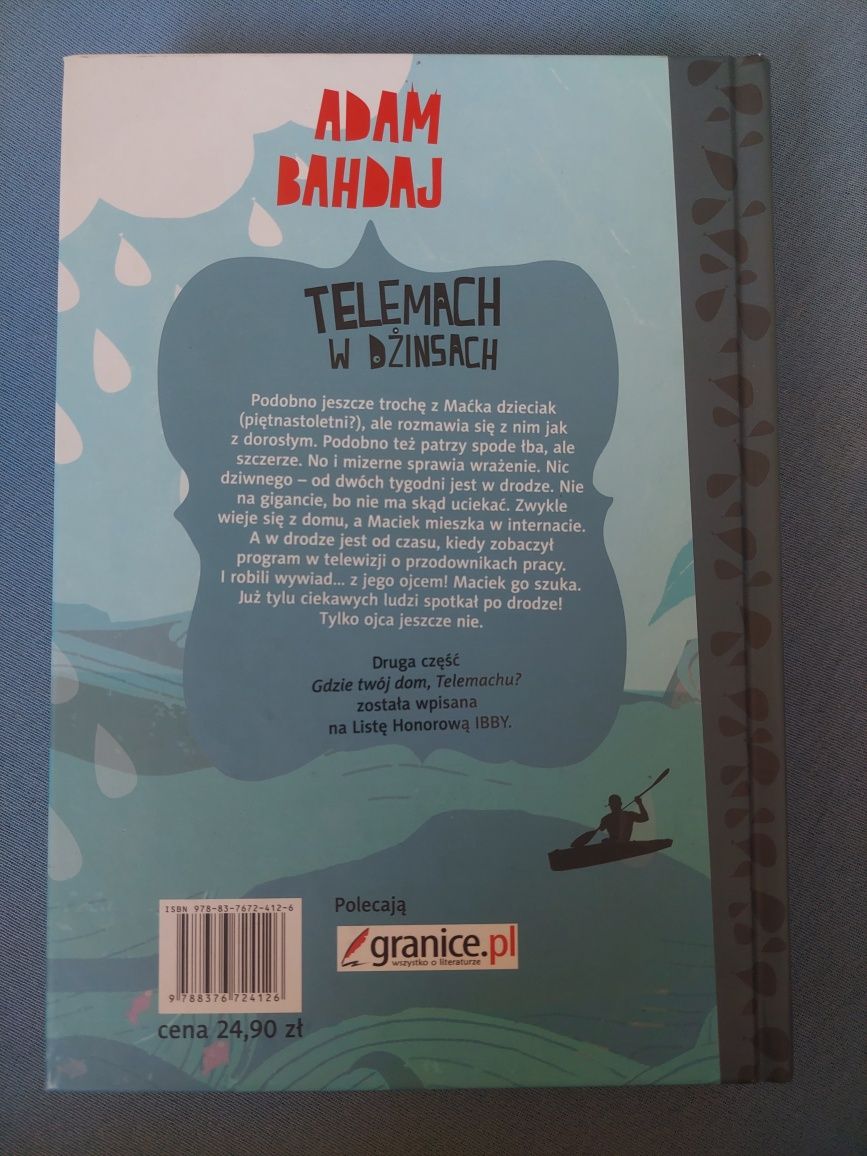 ADAM
BAHDAJ
TELEMACH
W DŻINSACH
Podobno jeszcze trochę z Maćka dzieciak
(piętnastoletni?), ale rozmawia się z nim jak
z dorosłym. Podobno też patrzy spode łba, ale
szczerze. No i mizerne sprawia wrażenie. Nic
dziwnego – od dwóch tygodni jest w drodze. Nie
na gigancie, bo nie ma skąd uciekać. Zwykle
wieje się z domu, a Maciek mieszka w internacie.
A w drodze jest od czasu, kiedy zobaczył
program w telewizji o przodownikach pracy.
I robili wywiad... z jego ojcem! Maciek go szuka.
Już tylu ciekawych ludzi spotkał po drodze!
Tylko ojca jeszcze nie.
Druga część
Gdzie twój dom, Telemachu?
została wpisana
na Listę Honorową IBBY.
ISBN 978-83-7672-412-6
9 788376 724126
cena 24,90 zł
Polecają
granice.pl
wszystko o literaturze